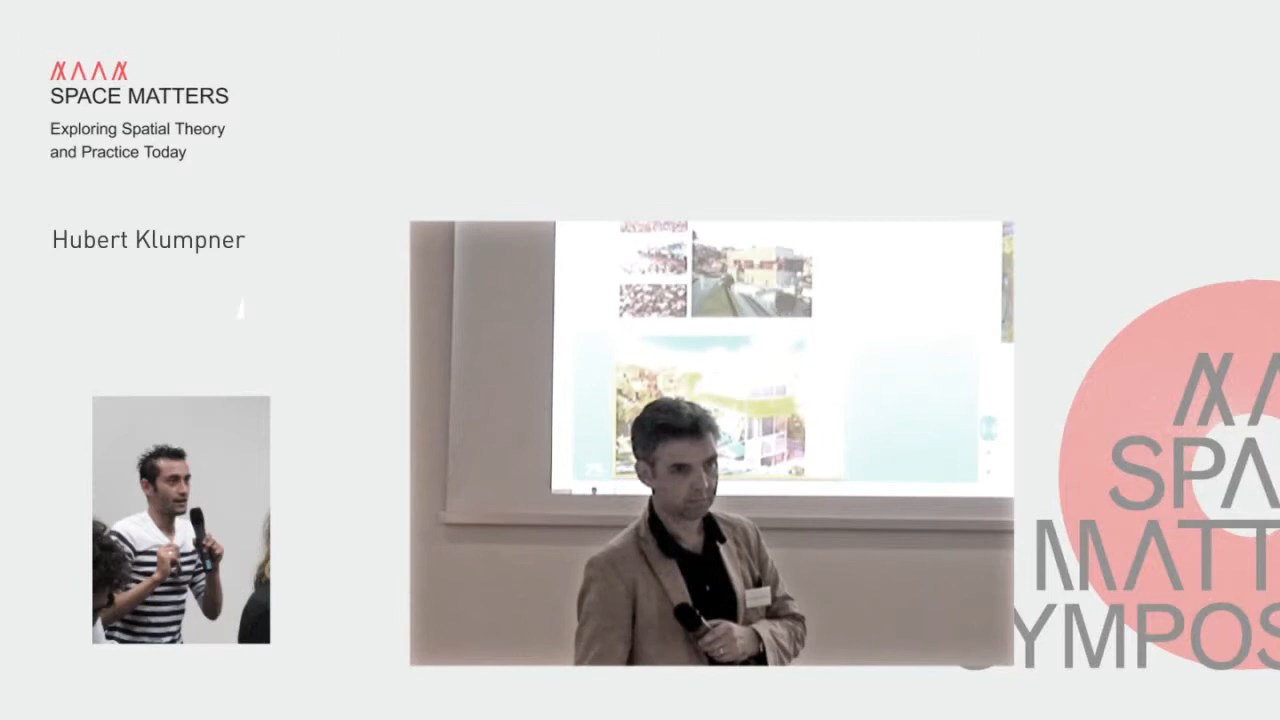 SPACE MATTERS
Exploring Spatial Theory
and Practice Today
Hubert Klumpner
SPA
MATT
YMPOS